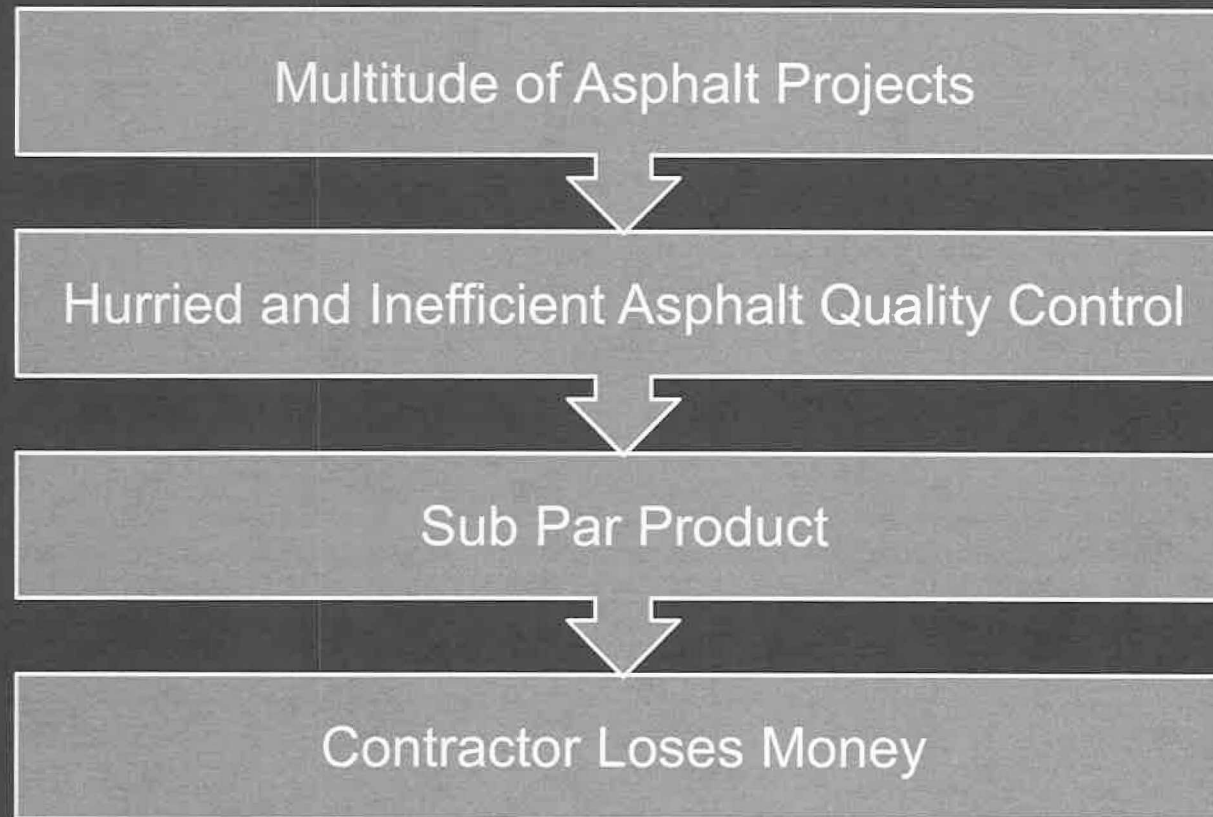 Multitude of Asphalt Projects
Hurried and Inefficient Asphalt Quality Control
Sub Par Product
Contractor Loses Money